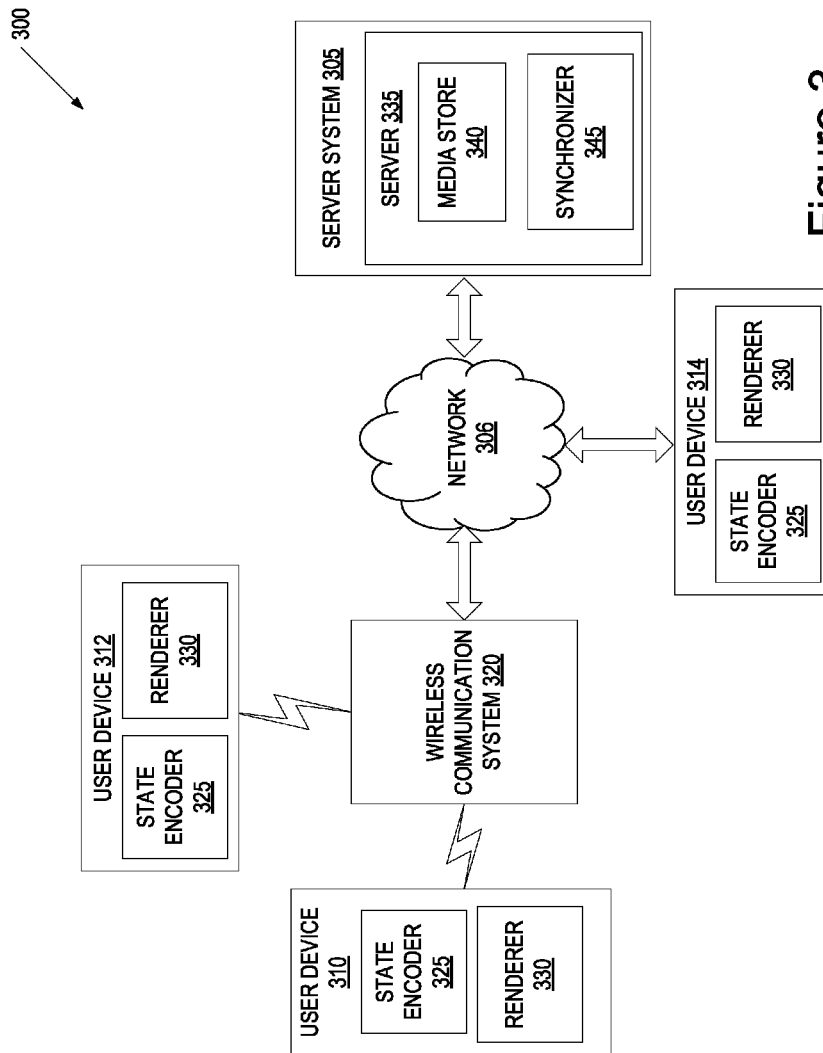 300
USER DEVICE 312
STATE
ENCODER
325
RENDERER
330
USER DEVICE
310
STATE
ENCODER
325
RENDERER
330
WIRELESS
COMMUNICATION
SYSTEM 320
NETWORK
306
SERVER SYSTEM 305
SERVER 335
MEDIA STORE
340
SYNCHRONIZER
345
USER DEVICE 314
STATE
ENCODER
325
RENDERER
330
Figure